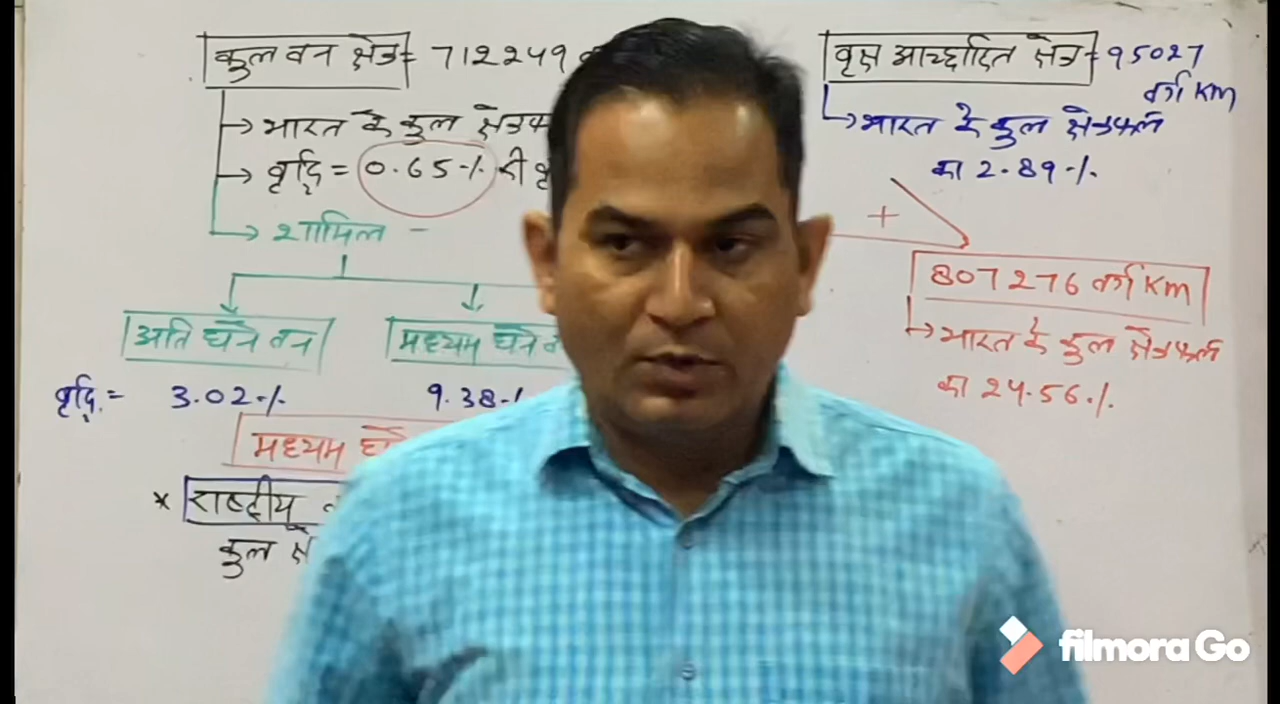 कुल वन क्षेत्र = 712249
→ भारत के कुल
→ वृद्धि = 0.65% की
→ शामिल -
अति घने वन
मध्यम घने
वृद्धि = 3.02% 9.38%
मध्यम
* राष्ट्रीय
कुल
वृक्ष आच्छादित क्षेत्र = 95027
वर्ग Km
→ भारत के कुल क्षेत्रफल
का 2.89%
+
807276 वर्ग Km
→ भारत के कुल क्षेत्रफल
का 24.56%
filmora Go